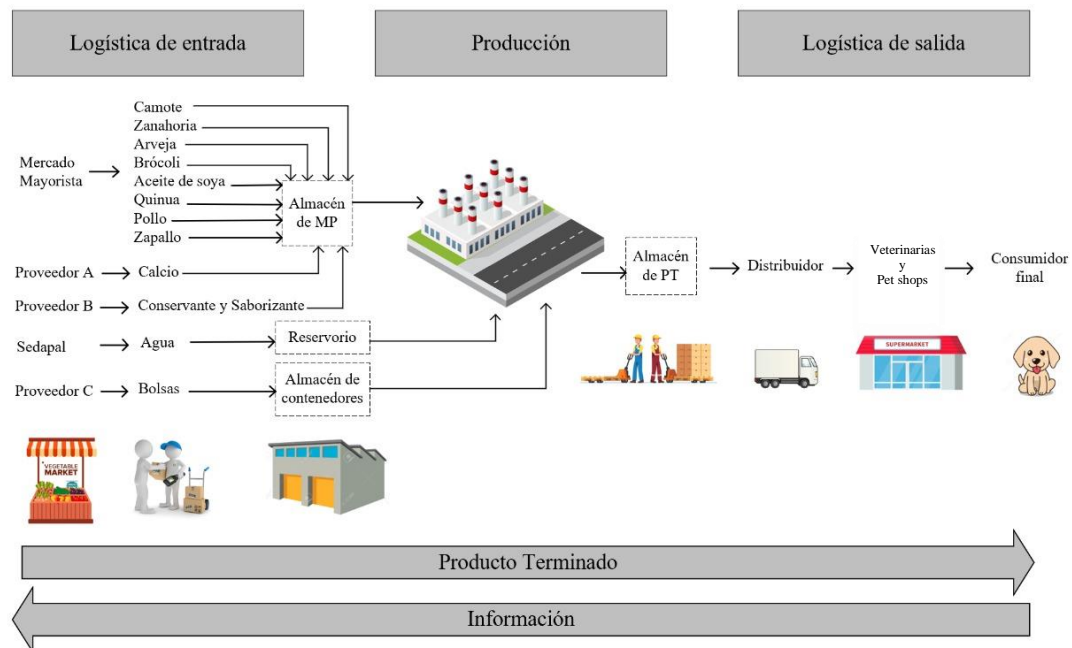 Logística de entrada
Producción
Logística de salida
Camote
Zanahoria
Arveja
Brócoli
Aceite de soya
Quinua
Pollo
Zapallo
Mercado
Mayorista
Almacén
de MP
Proveedor A
Calcio
Proveedor B
Conservante y Saborizante
Sedapal
Agua
Reservorio
Proveedor C
Bolsas
Almacén de
contenedores
Almacén
de PT
Distribuidor
Veterinarias
y
Pet shops
Consumidor
final
SUPERMARKET
VEGETABLE
MARKET
Producto Terminado
Información